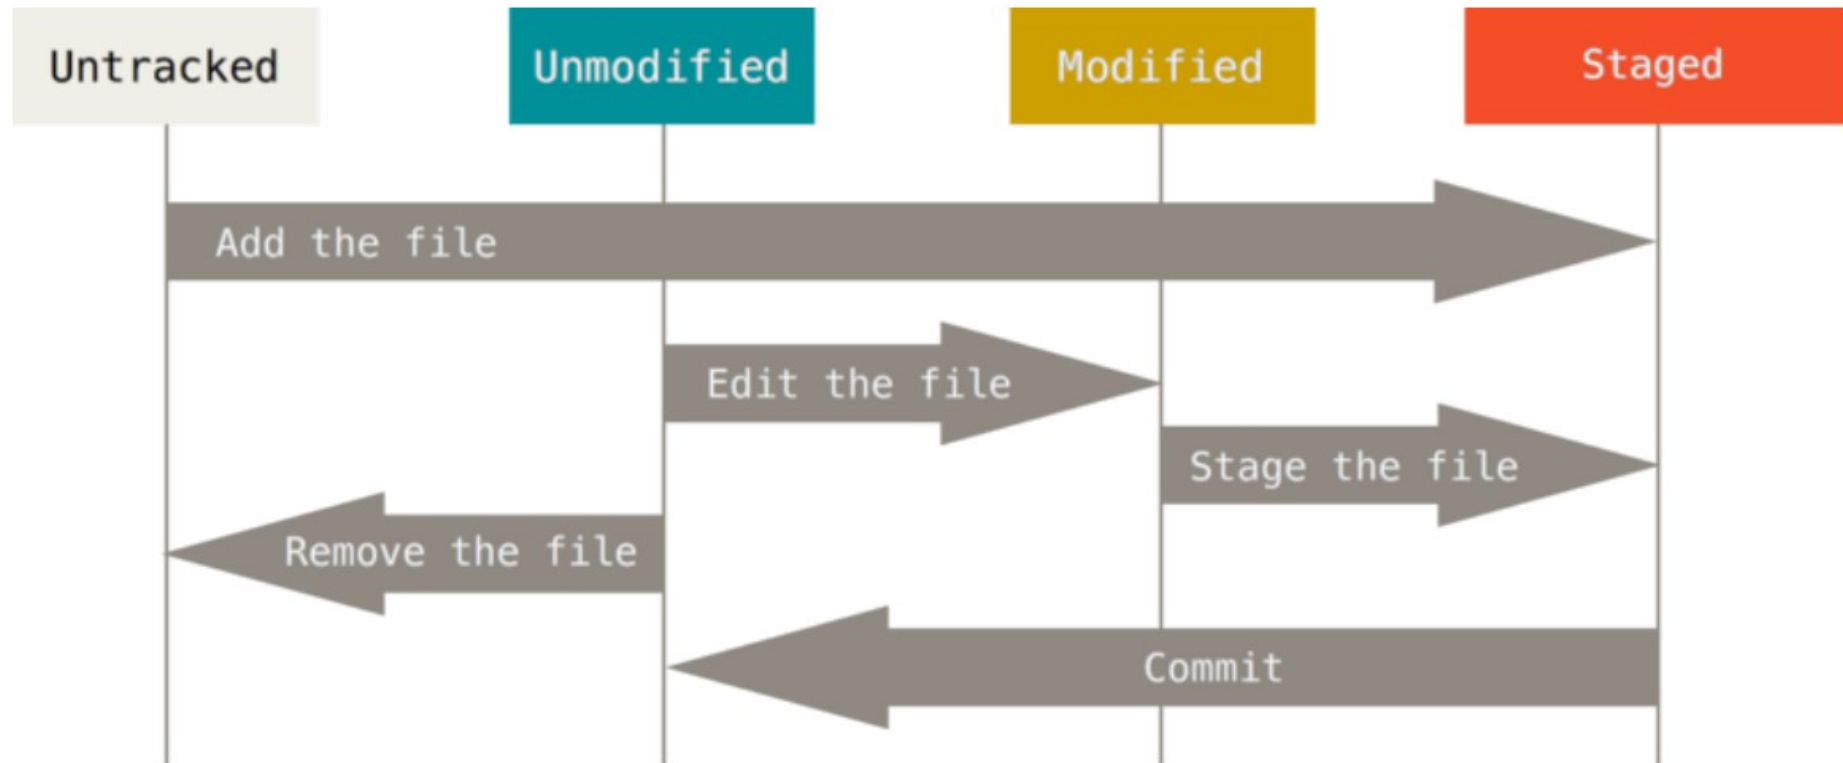 Untracked
Unmodified
Modified
Staged
Add the file
Edit the file
Stage the file
Remove the file
Commit